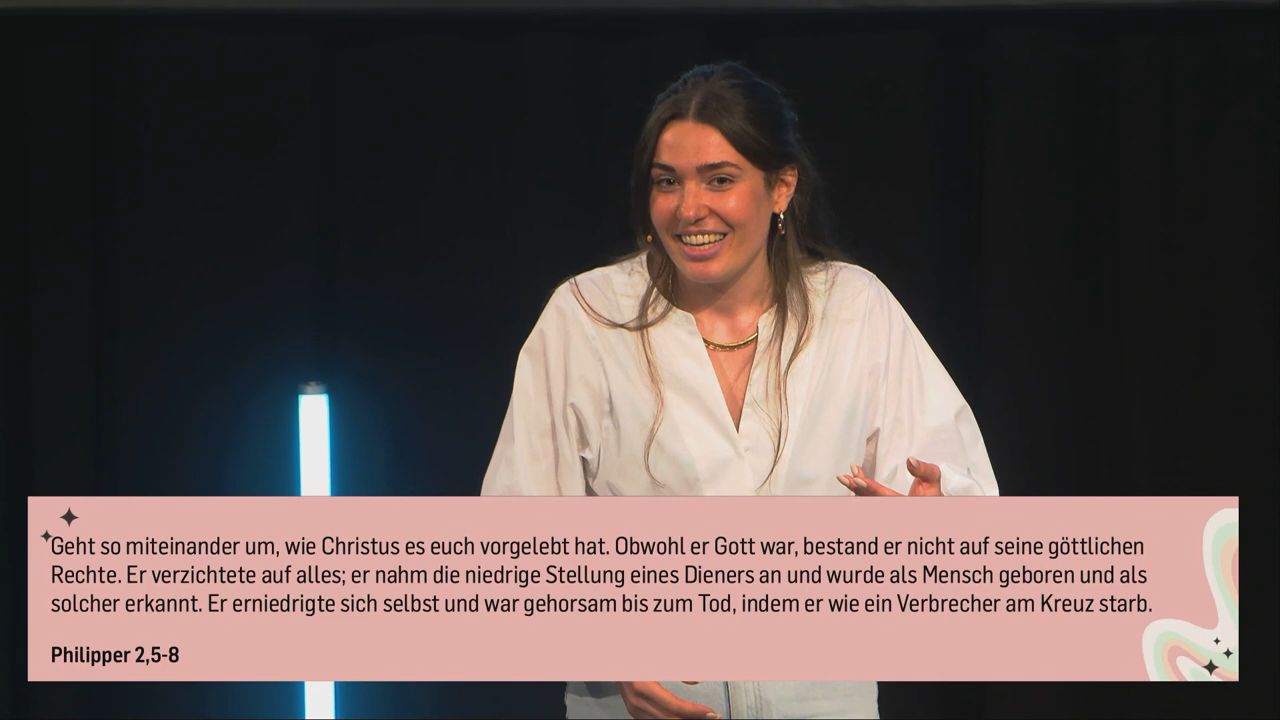 Geht so miteinander um, wie Christus es euch vorgelebt hat. Obwohl er Gott war, bestand er nicht auf seine göttlichen
Rechte. Er verzichtete auf alles; er nahm die niedrige Stellung eines Dieners an und wurde als Mensch geboren und als
solcher erkannt. Er erniedrigte sich selbst und war gehorsam bis zum Tod, indem er wie ein Verbrecher am Kreuz starb.
Philipper 2,5-8